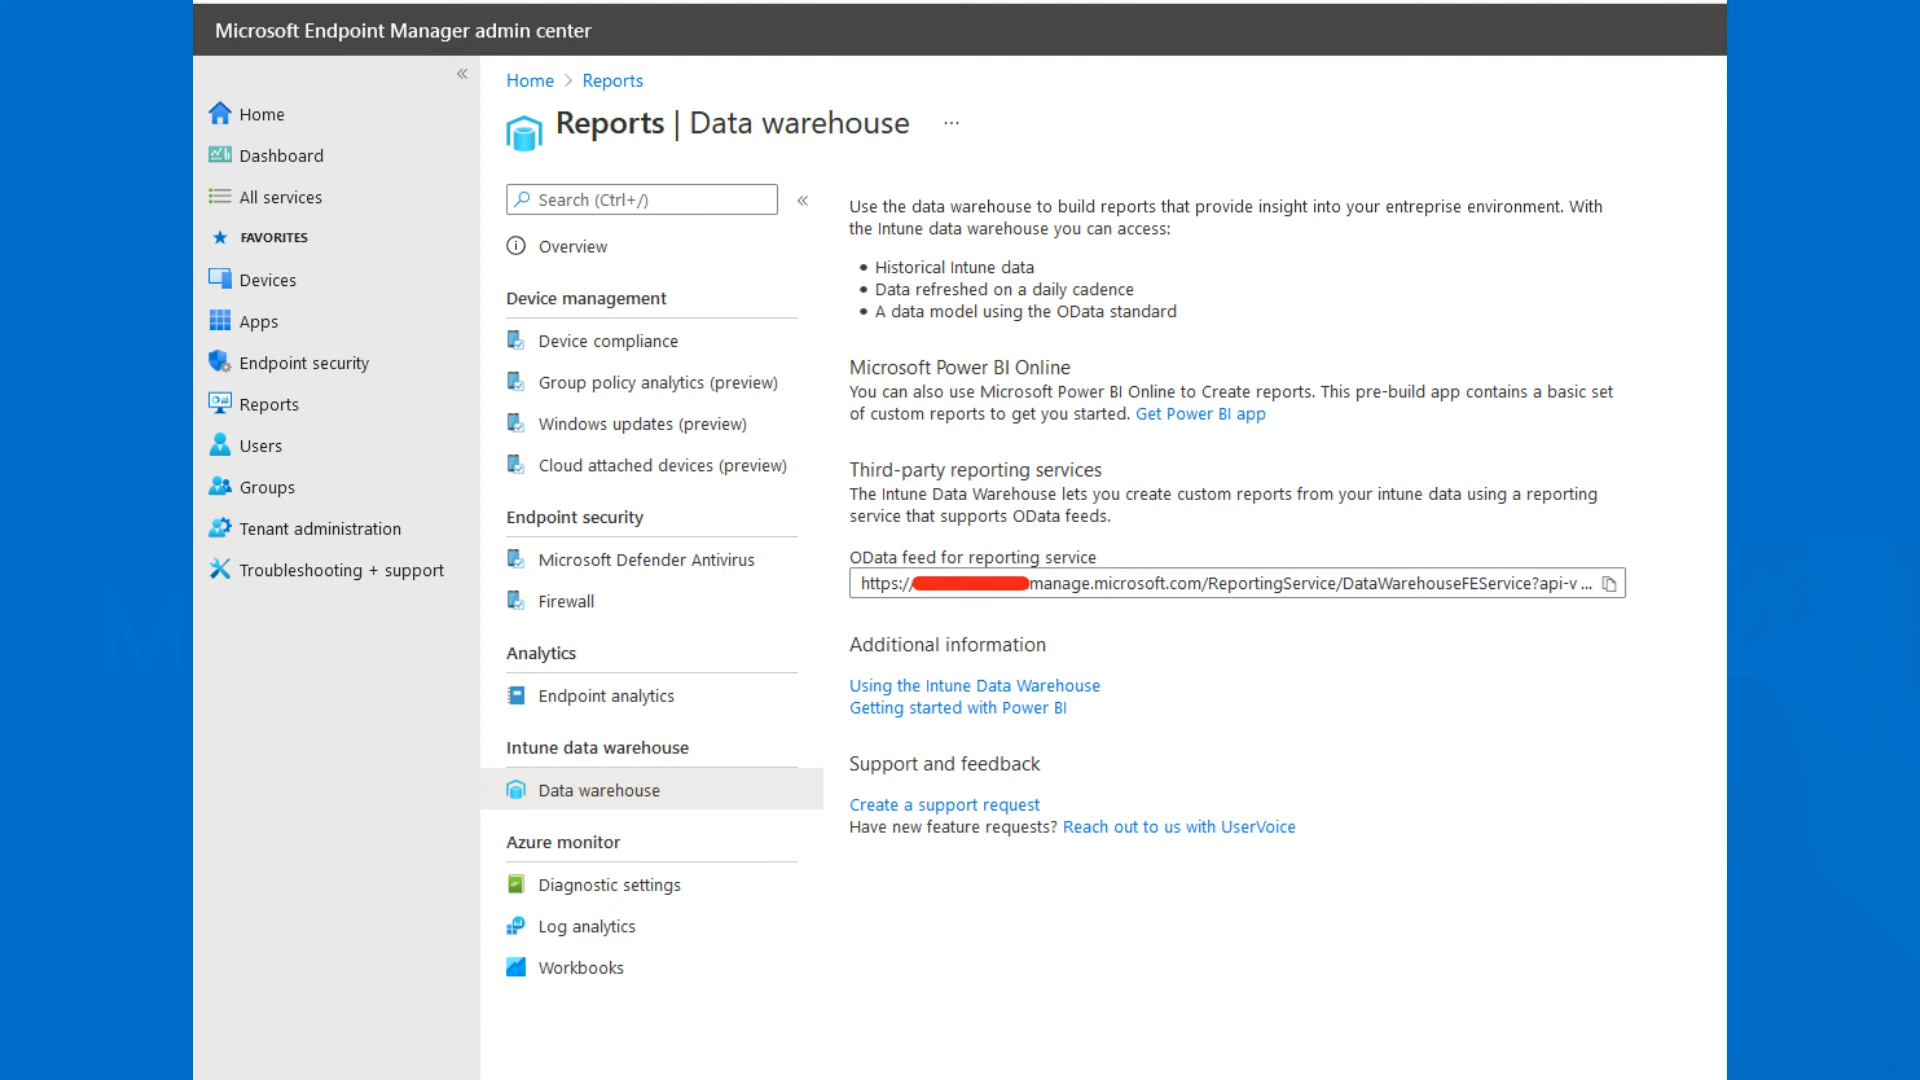 Microsoft Endpoint Manager admin center
«
Home
Dashboard
All services
FAVORITES
Devices
Apps
Endpoint security
Reports
Users
Groups
Tenant administration
Troubleshooting + support
Home > Reports
Reports | Data warehouse ...
Search (Ctrl+/) «
Overview
Device management
Device compliance
Group policy analytics (preview)
Windows updates (preview)
Cloud attached devices (preview)
Endpoint security
Microsoft Defender Antivirus
Firewall
Analytics
Endpoint analytics
Intune data warehouse
Data warehouse
Azure monitor
Diagnostic settings
Log analytics
Workbooks
Use the data warehouse to build reports that provide insight into your entreprise environment. With
the Intune data warehouse you can access:
• Historical Intune data
• Data refreshed on a daily cadence
• A data model using the OData standard
Microsoft Power BI Online
You can also use Microsoft Power BI Online to Create reports. This pre-build app contains a basic set
of custom reports to get you started. Get Power BI app
Third-party reporting services
The Intune Data Warehouse lets you create custom reports from your intune data using a reporting
service that supports OData feeds.
OData feed for reporting service
https:// manage.microsoft.com/ReportingService/DataWarehouseFEService?api-v ...
Additional information
Using the Intune Data Warehouse
Getting started with Power BI
Support and feedback
Create a support request
Have new feature requests? Reach out to us with UserVoice